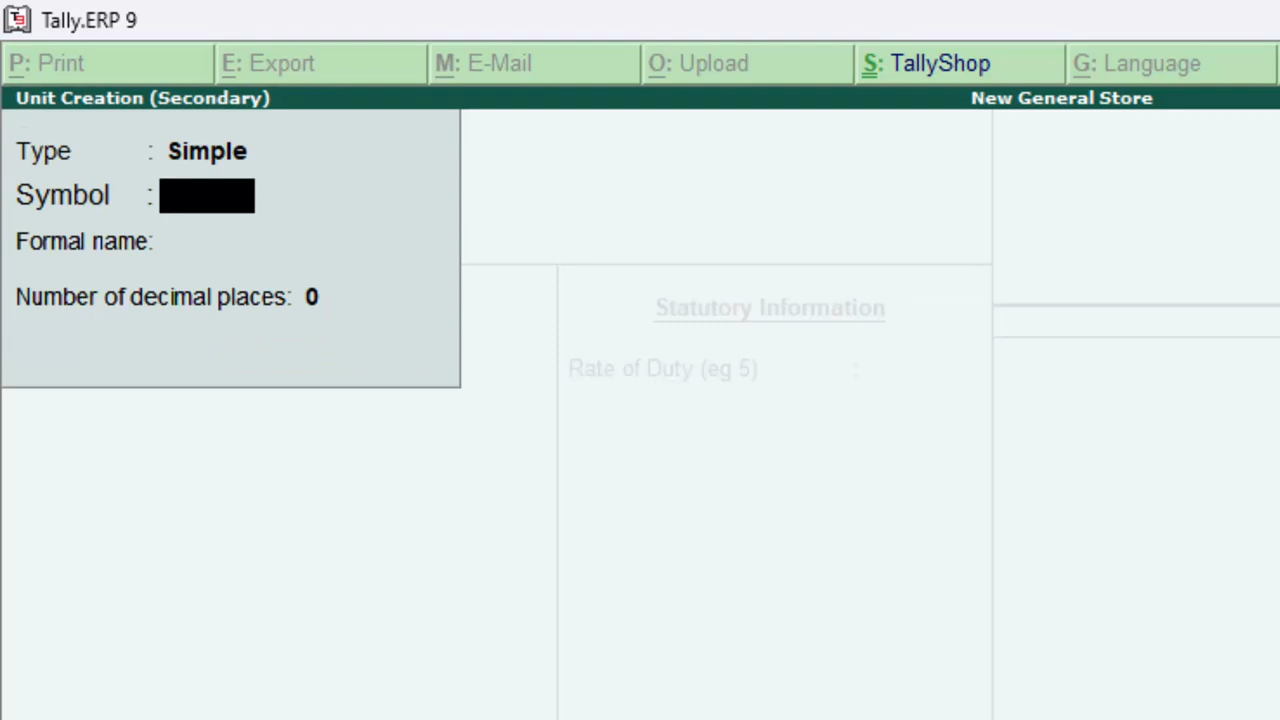 Tally.ERP 9
P: Print E: Export M: E-Mail O: Upload S: TallyShop G: Language
Unit Creation (Secondary) New General Store
Type : Simple
Symbol :
Formal name:
Number of decimal places: 0
Statutory Information
Rate of Duty (eg 5) :